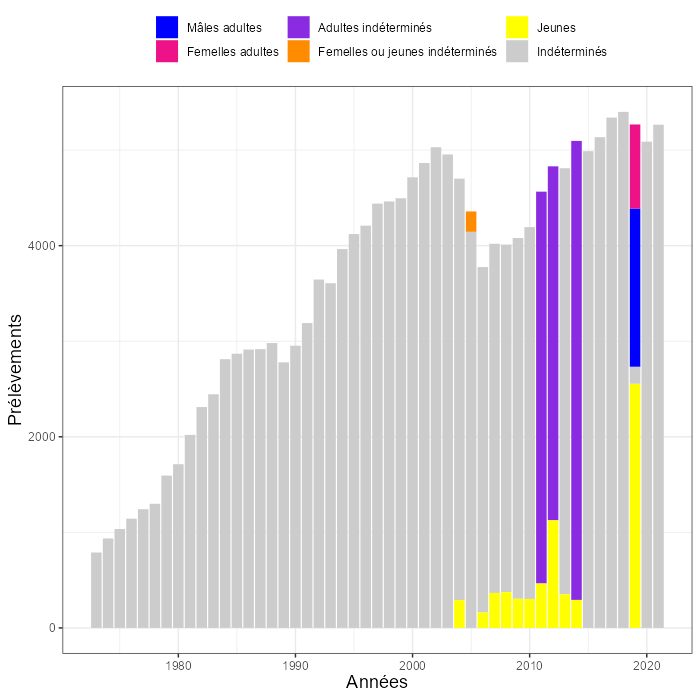 Mâles adultes Adultes indéterminés Jeunes
Femelles adultes Femelles ou jeunes indéterminés Indéterminés
Prélèvements
4000
2000
0
1980 1990 2000 2010 2020
Années